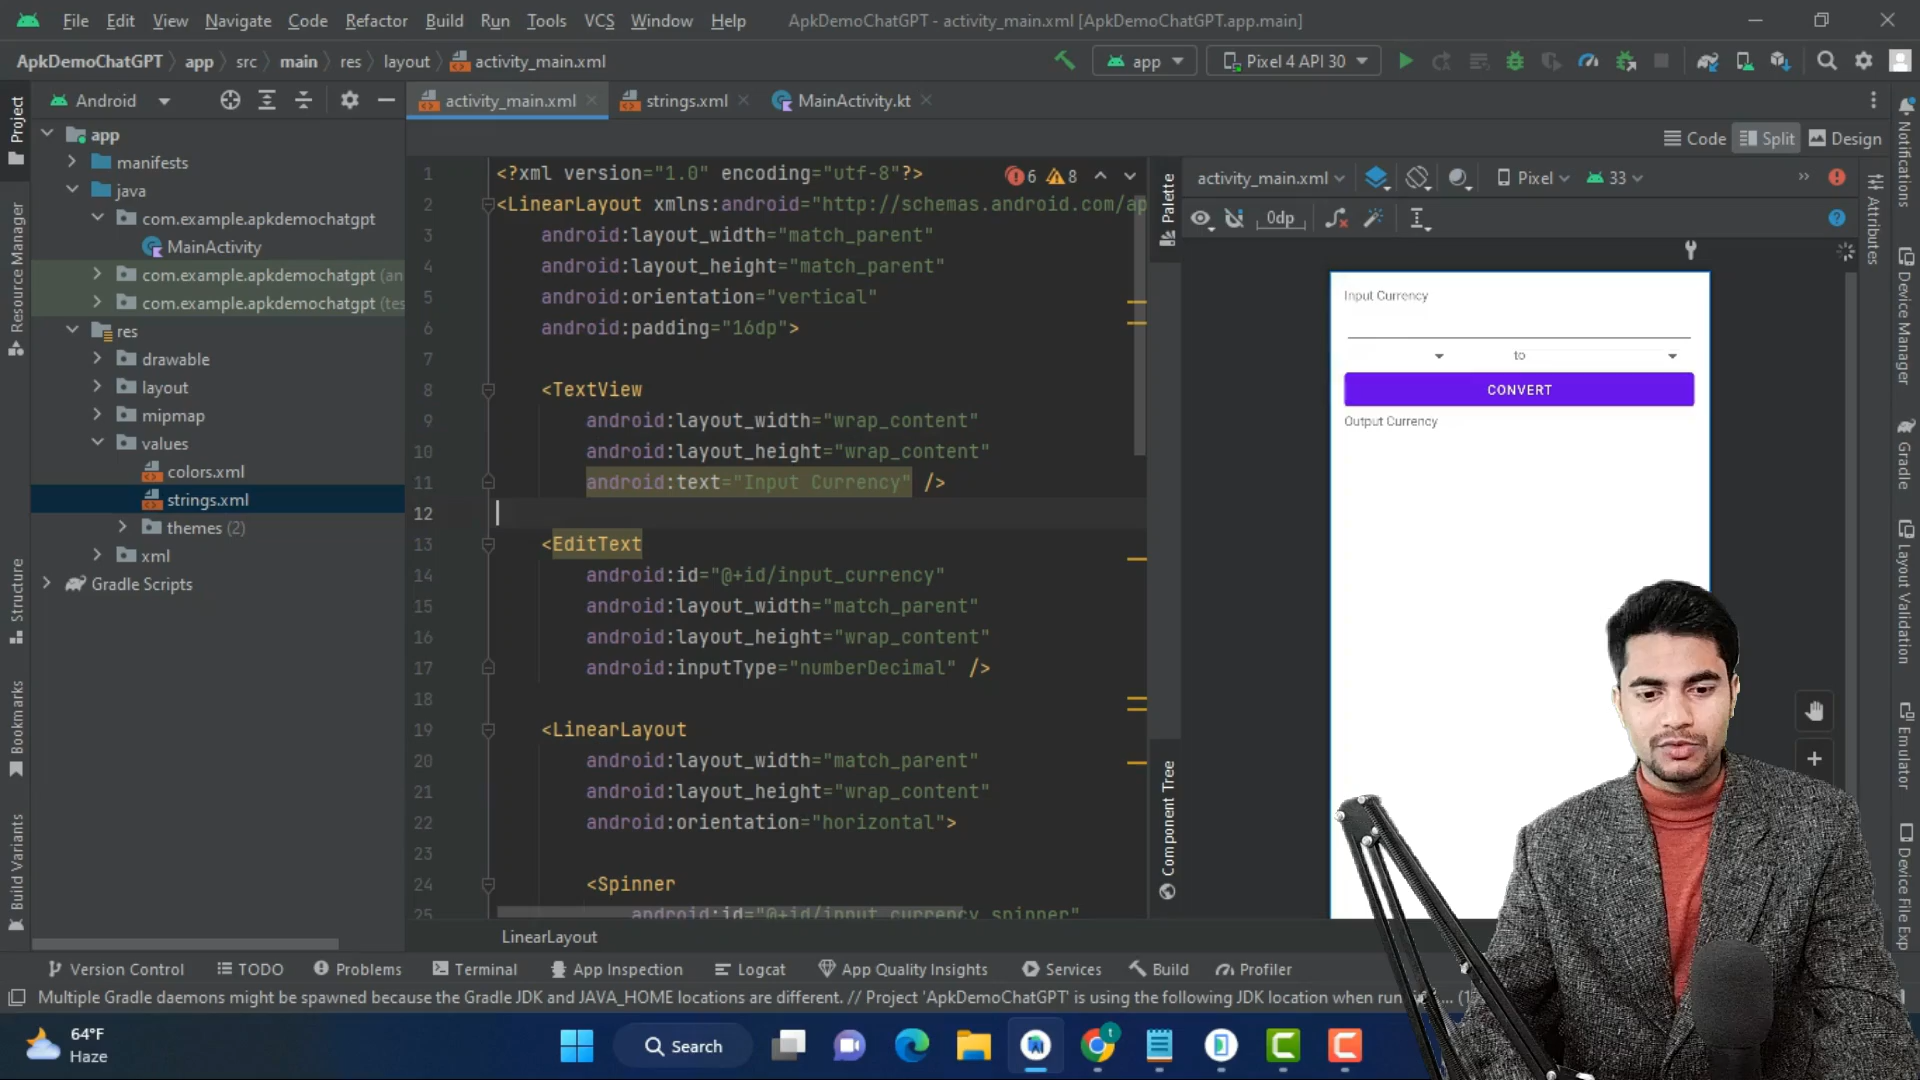 File Edit View Navigate Code Refactor Build Run Tools VCS Window Help ApkDemoChatGPT - activity_main.xml [ApkDemoChatGPT.app.main]
ApkDemoChatGPT app src main res layout activity_main.xml app Pixel 4 API 30
Project
Android
activity_main.xml strings.xml MainActivity.kt
Code Split Design
app
manifests
java
com.example.apkdemochatgpt
MainActivity
com.example.apkdemochatgpt (an
com.example.apkdemochatgpt (tes
res
drawable
layout
mipmap
values
colors.xml
strings.xml
themes (2)
xml
Gradle Scripts
Resource Manager
Structure
Bookmarks
Build Variants
6 8
1 <?xml version="1.0" encoding="utf-8"?>
2 <LinearLayout xmlns:android="http://schemas.android.com/ap
3 android:layout_width="match_parent"
4 android:layout_height="match_parent"
5 android:orientation="vertical"
6 android:padding="16dp">
7
8 <TextView
9 android:layout_width="wrap_content"
10 android:layout_height="wrap_content"
11 android:text="Input Currency" />
12
13 <EditText
14 android:id="@+id/input_currency"
15 android:layout_width="match_parent"
16 android:layout_height="wrap_content"
17 android:inputType="numberDecimal" />
18
19 <LinearLayout
20 android:layout_width="match_parent"
21 android:layout_height="wrap_content"
22 android:orientation="horizontal">
23
24 <Spinner
25 android:id="@+id/input_currency_spinner"
LinearLayout
Palette
Component Tree
activity_main.xml Pixel 33
0dp
Input Currency
to
CONVERT
Output Currency
Notifications
Attributes
Device Manager
Gradle
Layout Validation
Emulator
Device File Exp
Version Control TODO Problems Terminal App Inspection Logcat App Quality Insights Services Build Profiler
Multiple Gradle daemons might be spawned because the Gradle JDK and JAVA_HOME locations are different. // Project 'ApkDemoChatGPT' is using the following JDK location when run
64°F
Haze
Search